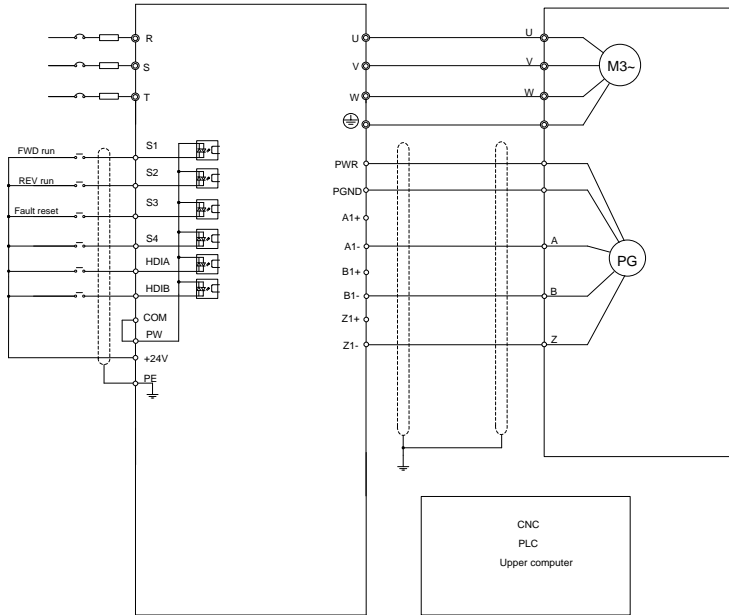 R
S
T
U
V
W
U
V
W
M3~
FWD run
REV run
Fault reset
S1
S2
S3
S4
HDIA
HDIB
COM
PW
+24V
PE
PWR
PGND
A1+
A1-
B1+
B1-
Z1+
Z1-
A
B
Z
PG
CNC
PLC
Upper computer